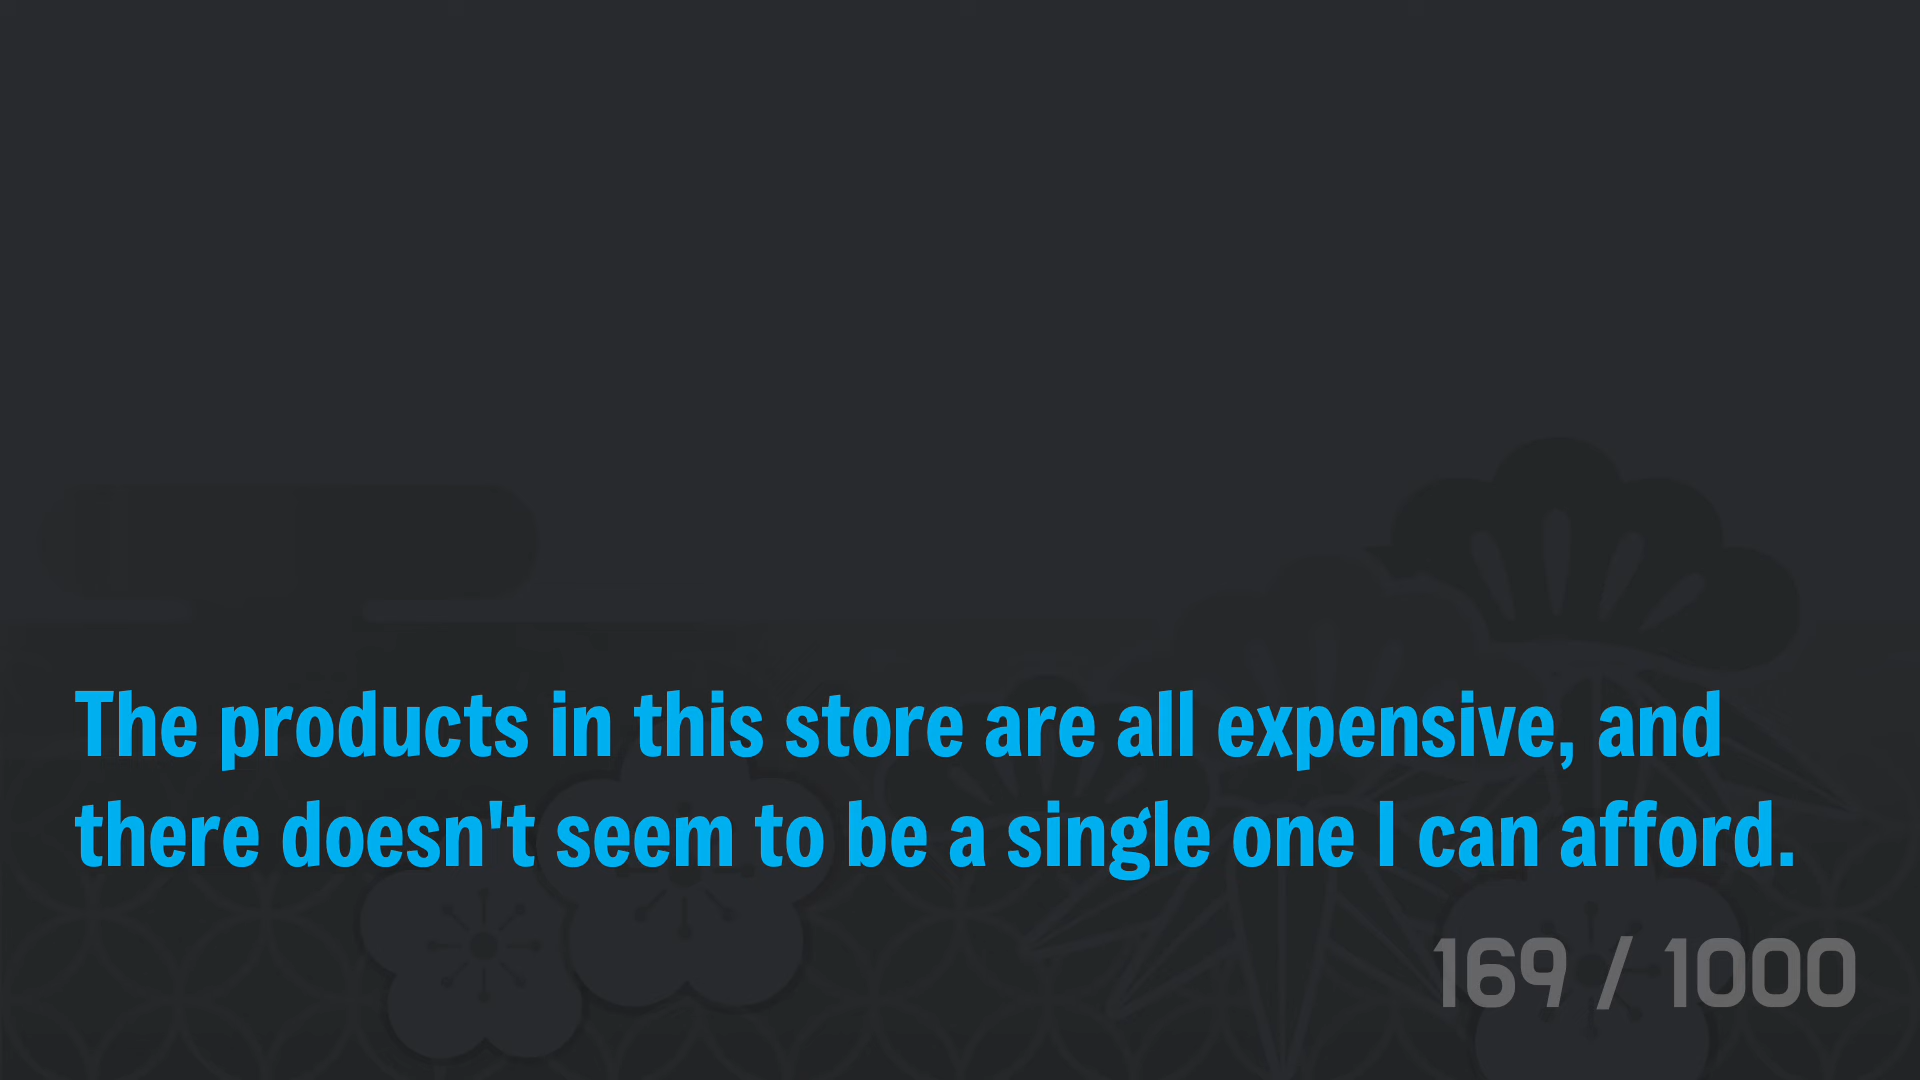 The products in this store are all expensive, and
there doesn't seem to be a single one I can afford.
169 / 1000